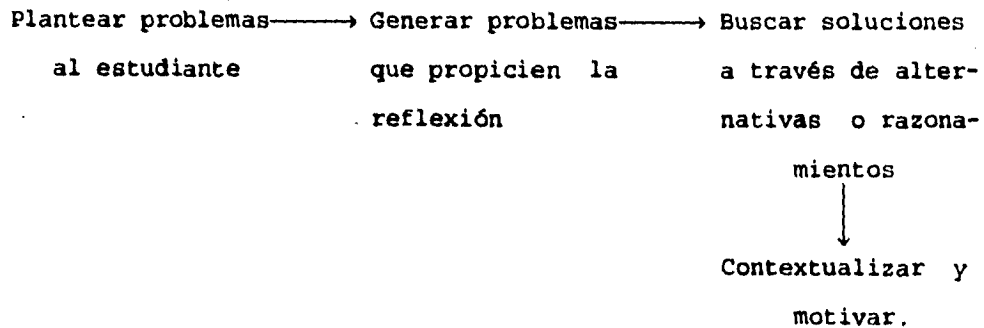 Plantear problemas → Generar problemas → Buscar soluciones
al estudiante que propicien la a través de alter-
reflexión nativas o razona-
mientos
Contextualizar y
motivar.